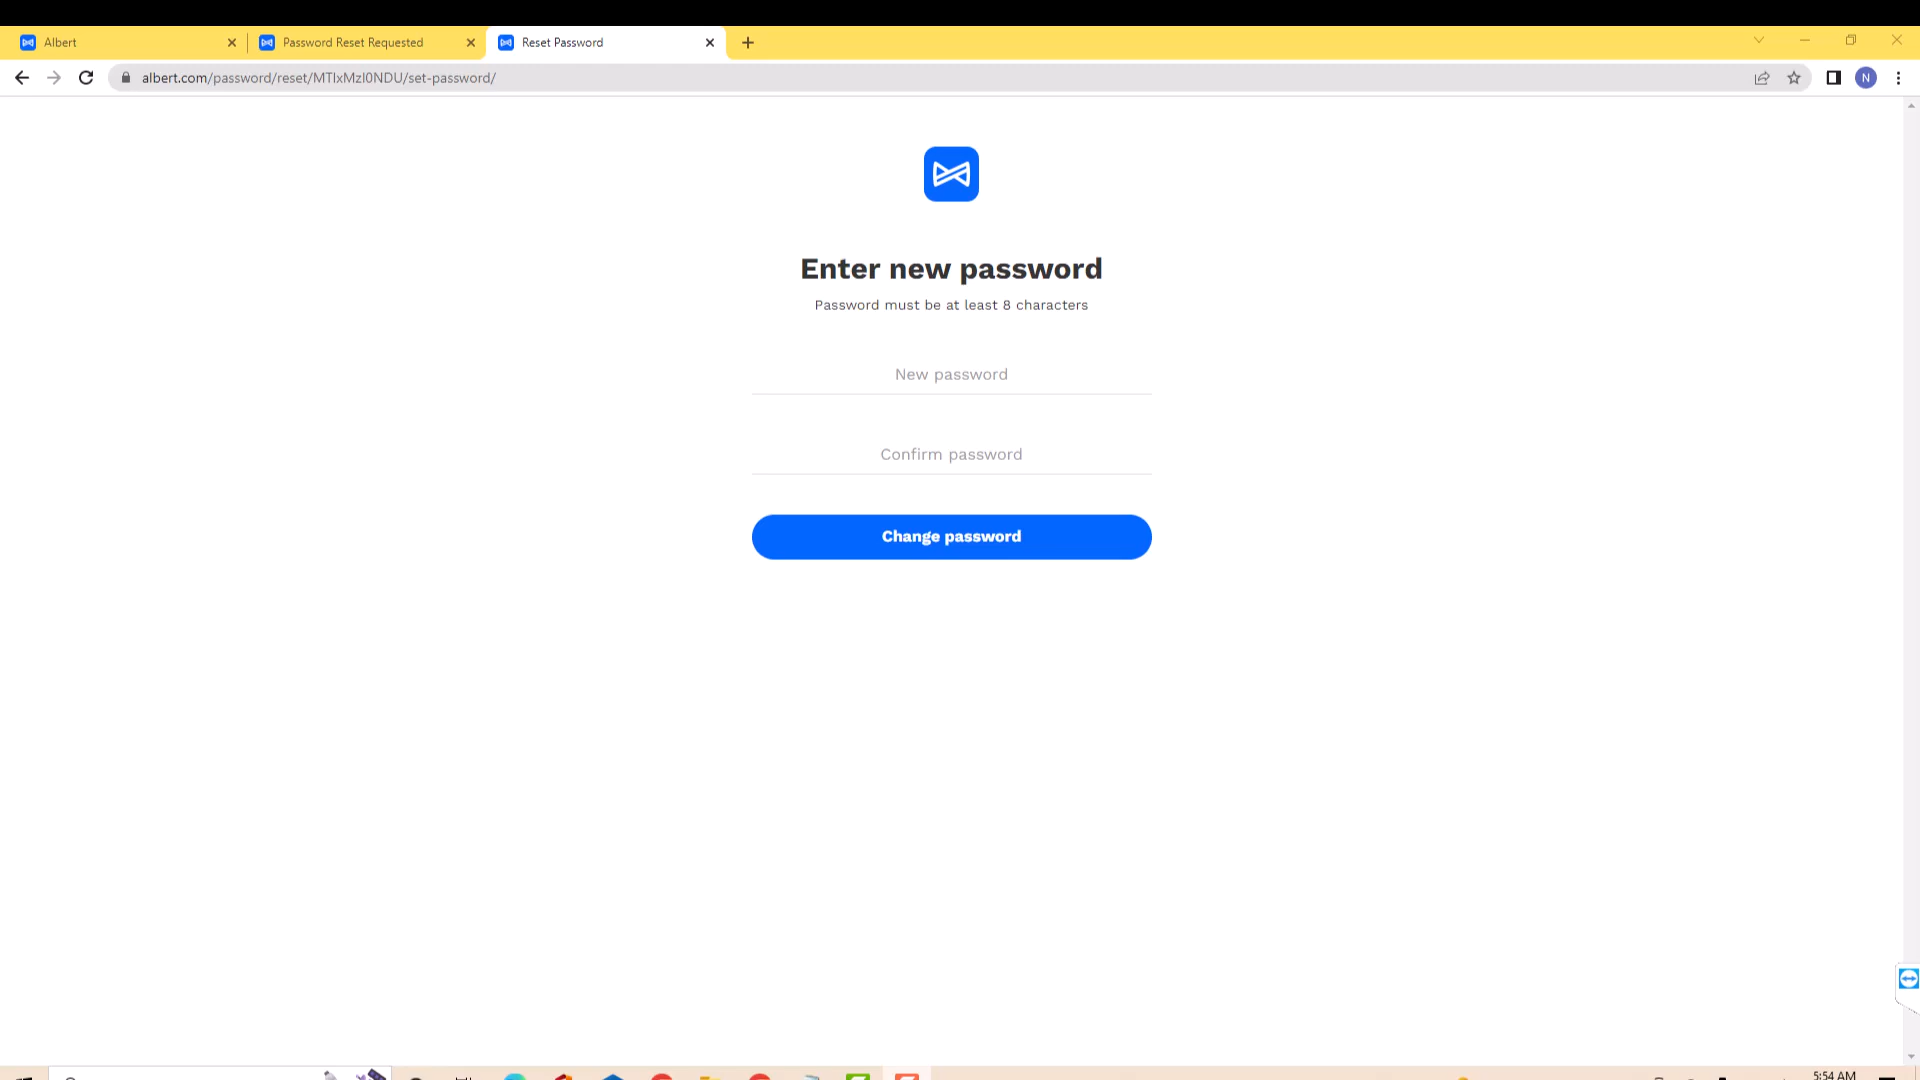 Albert
Password Reset Requested
Reset Password
albert.com/password/reset/MTIxMzI0NDU/set-password/
N
Enter new password
Password must be at least 8 characters
New password
Confirm password
Change password
5:54 AM